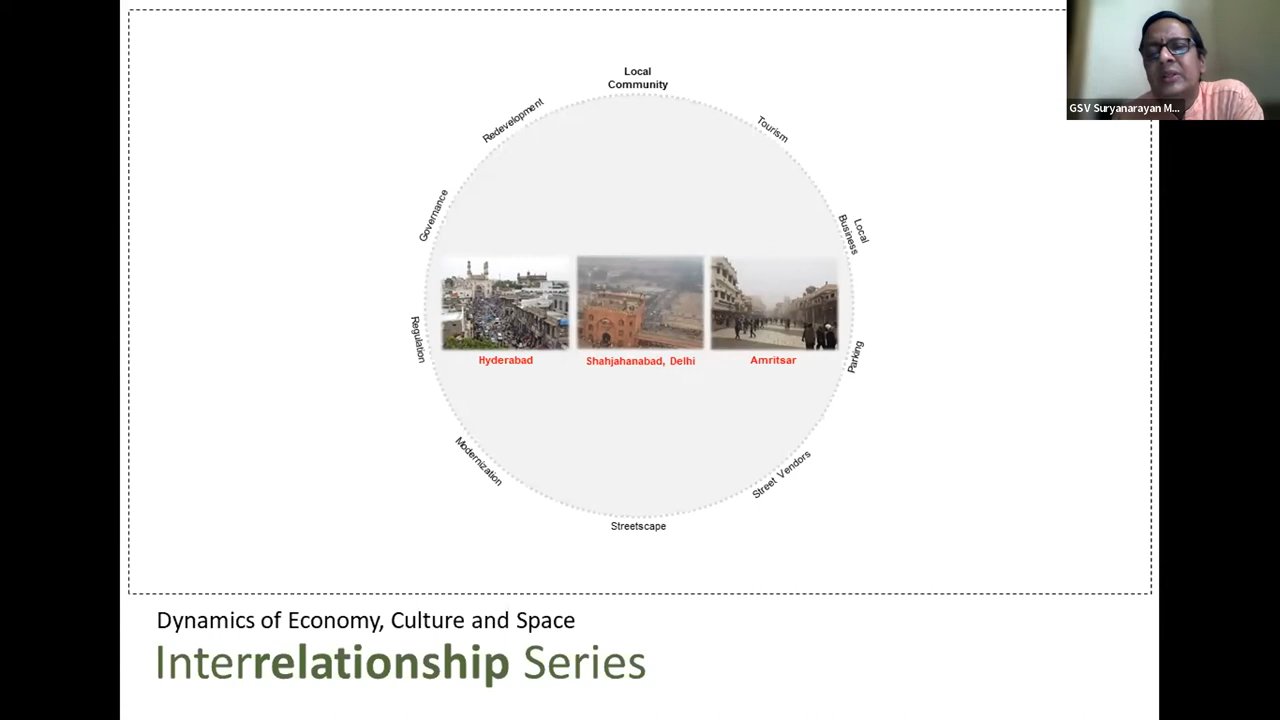 GSV Suryanarayan M...
Local
Community
Redevelopment
Tourism
Governance
Local
Business
Hyderabad
Shahjahanabad, Delhi
Amritsar
Regulation
Parking
Modernization
Street Vendors
Streetscape
Dynamics of Economy, Culture and Space
Interrelationship Series